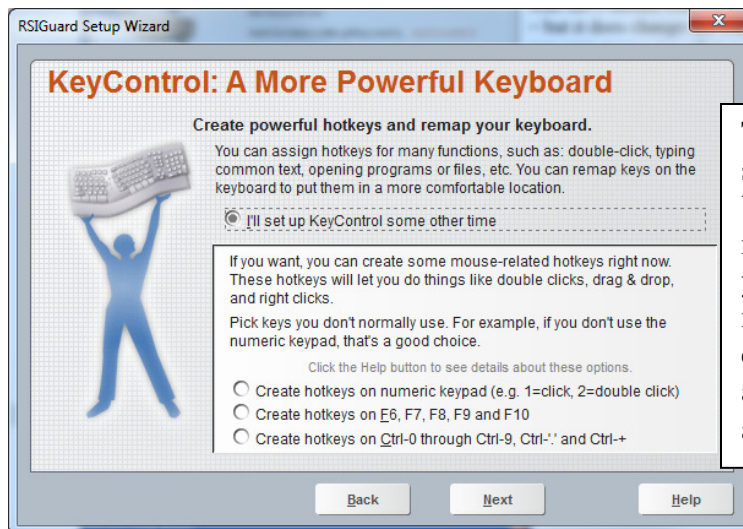 RSIGuard Setup Wizard
KeyControl: A More Powerful Keyboard
Create powerful hotkeys and remap your keyboard.
You can assign hotkeys for many functions, such as: double-click, typing
common text, opening programs or files, etc. You can remap keys on the
keyboard to put them in a more comfortable location.
I'll set up KeyControl some other time
If you want, you can create some mouse-related hotkeys right now.
These hotkeys will let you do things like double clicks, drag & drop,
and right clicks.
Pick keys you don't normally use. For example, if you don't use the
numeric keypad, that's a good choice.
Click the Help button to see details about these options.
Create hotkeys on numeric keypad (e.g. 1=click, 2=double click)
Create hotkeys on F6, F7, F8, F9 and F10
Create hotkeys on Ctrl-0 through Ctrl-9, Ctrl-'.' and Ctrl-+
Back
Next
Help